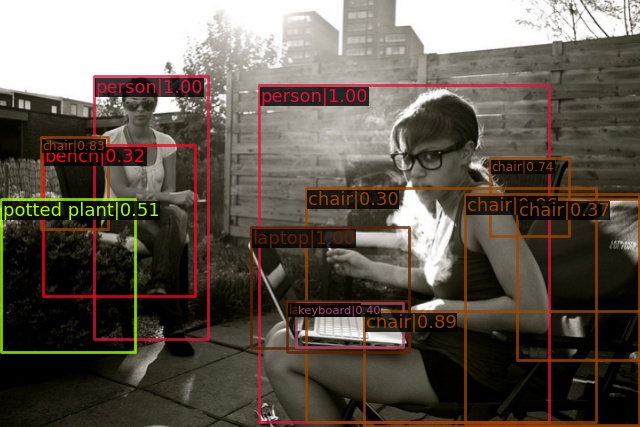 person|1.00
person|1.00
chair|0.83
bench|0.32
chair|0.74
chair|0.30
potted plant|0.51
chair|0.37
laptop|1.00
keyboard|0.40
chair|0.89